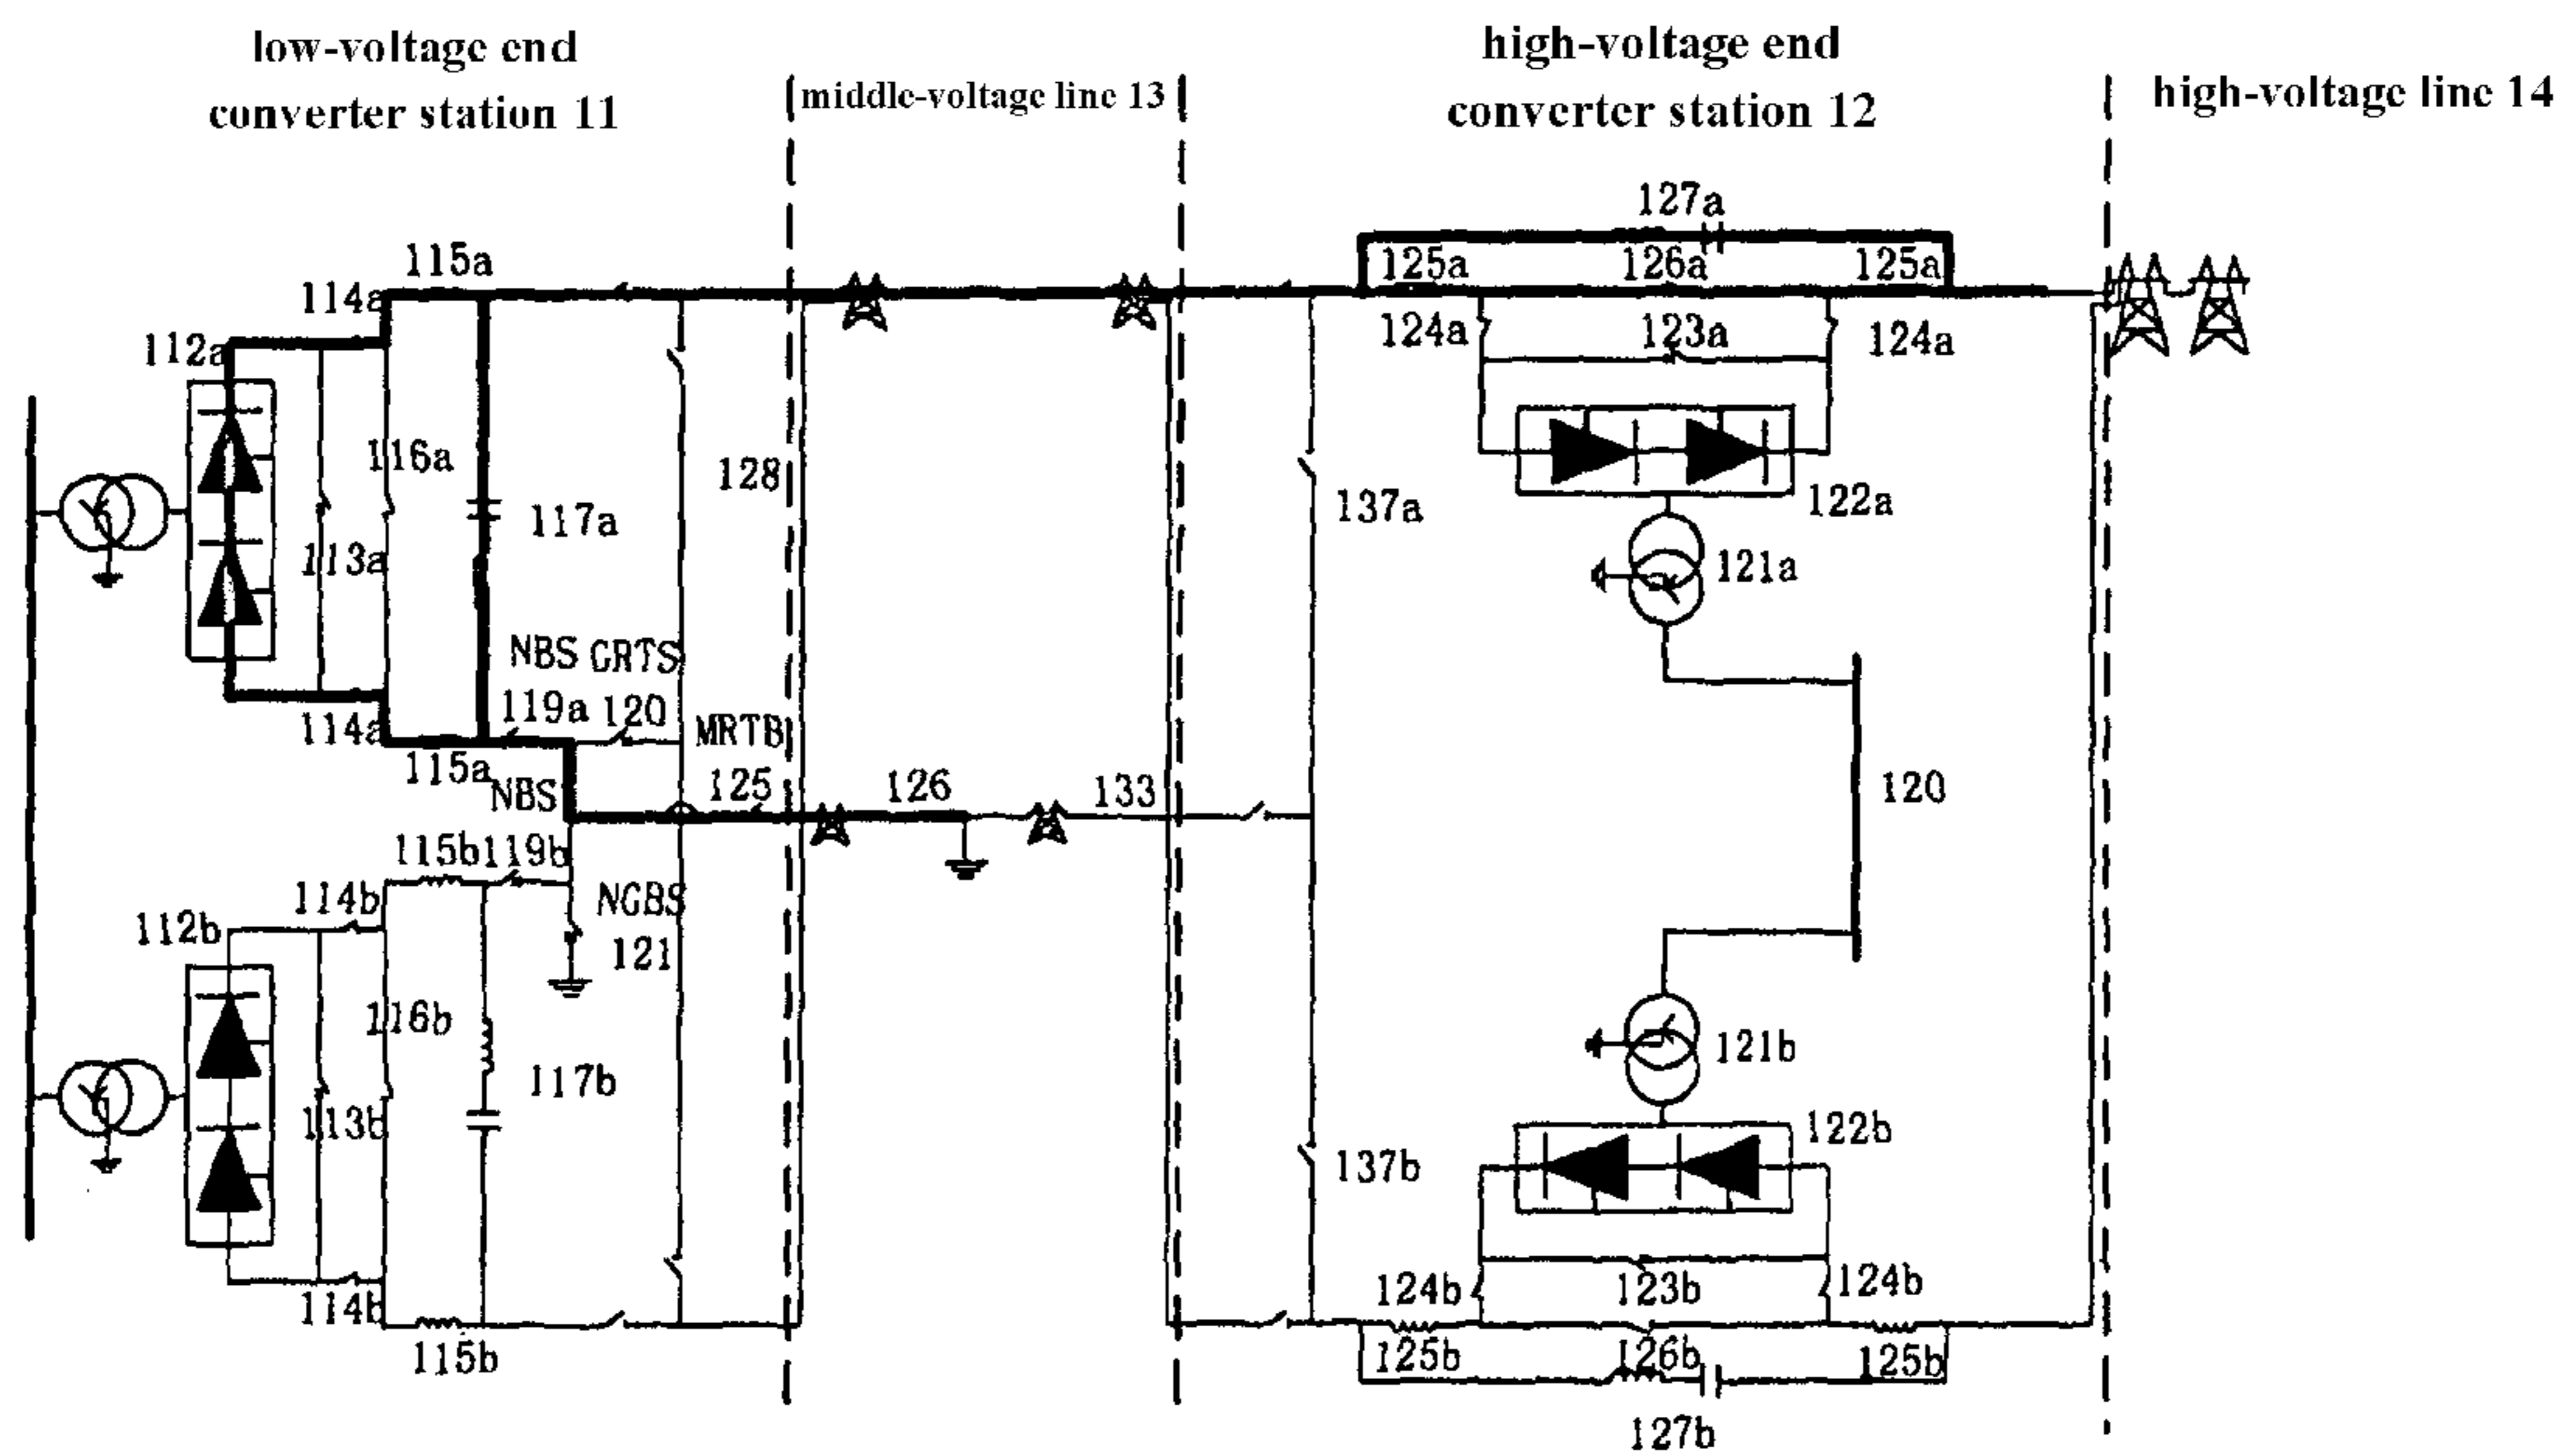 low-voltage end
converter station 11
middle-voltage line 13
high-voltage end
converter station 12
high-voltage line 14
127a
115a
125a
126a
125a
114a
124a
123a
124a
112a
116a
128
117a
137a
122a
113a
121a
NBS GRTS
119a
120
114a
MRTB
115a
NBS
125
126
133
120
115b
119b
114b
NGBS
112b
121
116b
121b
117b
113b
122b
137b
124b
123b
124b
114b
115b
125b
126b
125b
127b